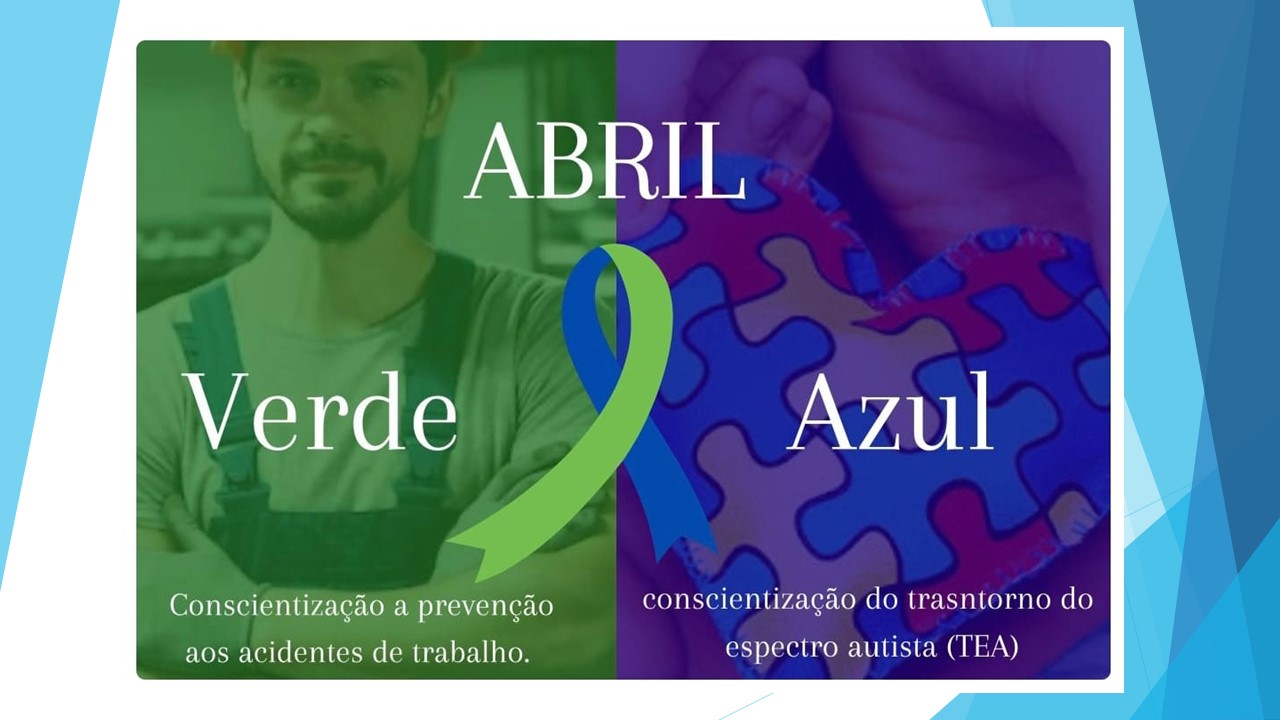 ABRIL
Verde
Azul
Conscientização a prevenção
aos acidentes de trabalho.
conscientização do trasntorno do
espectro autista (TEA)